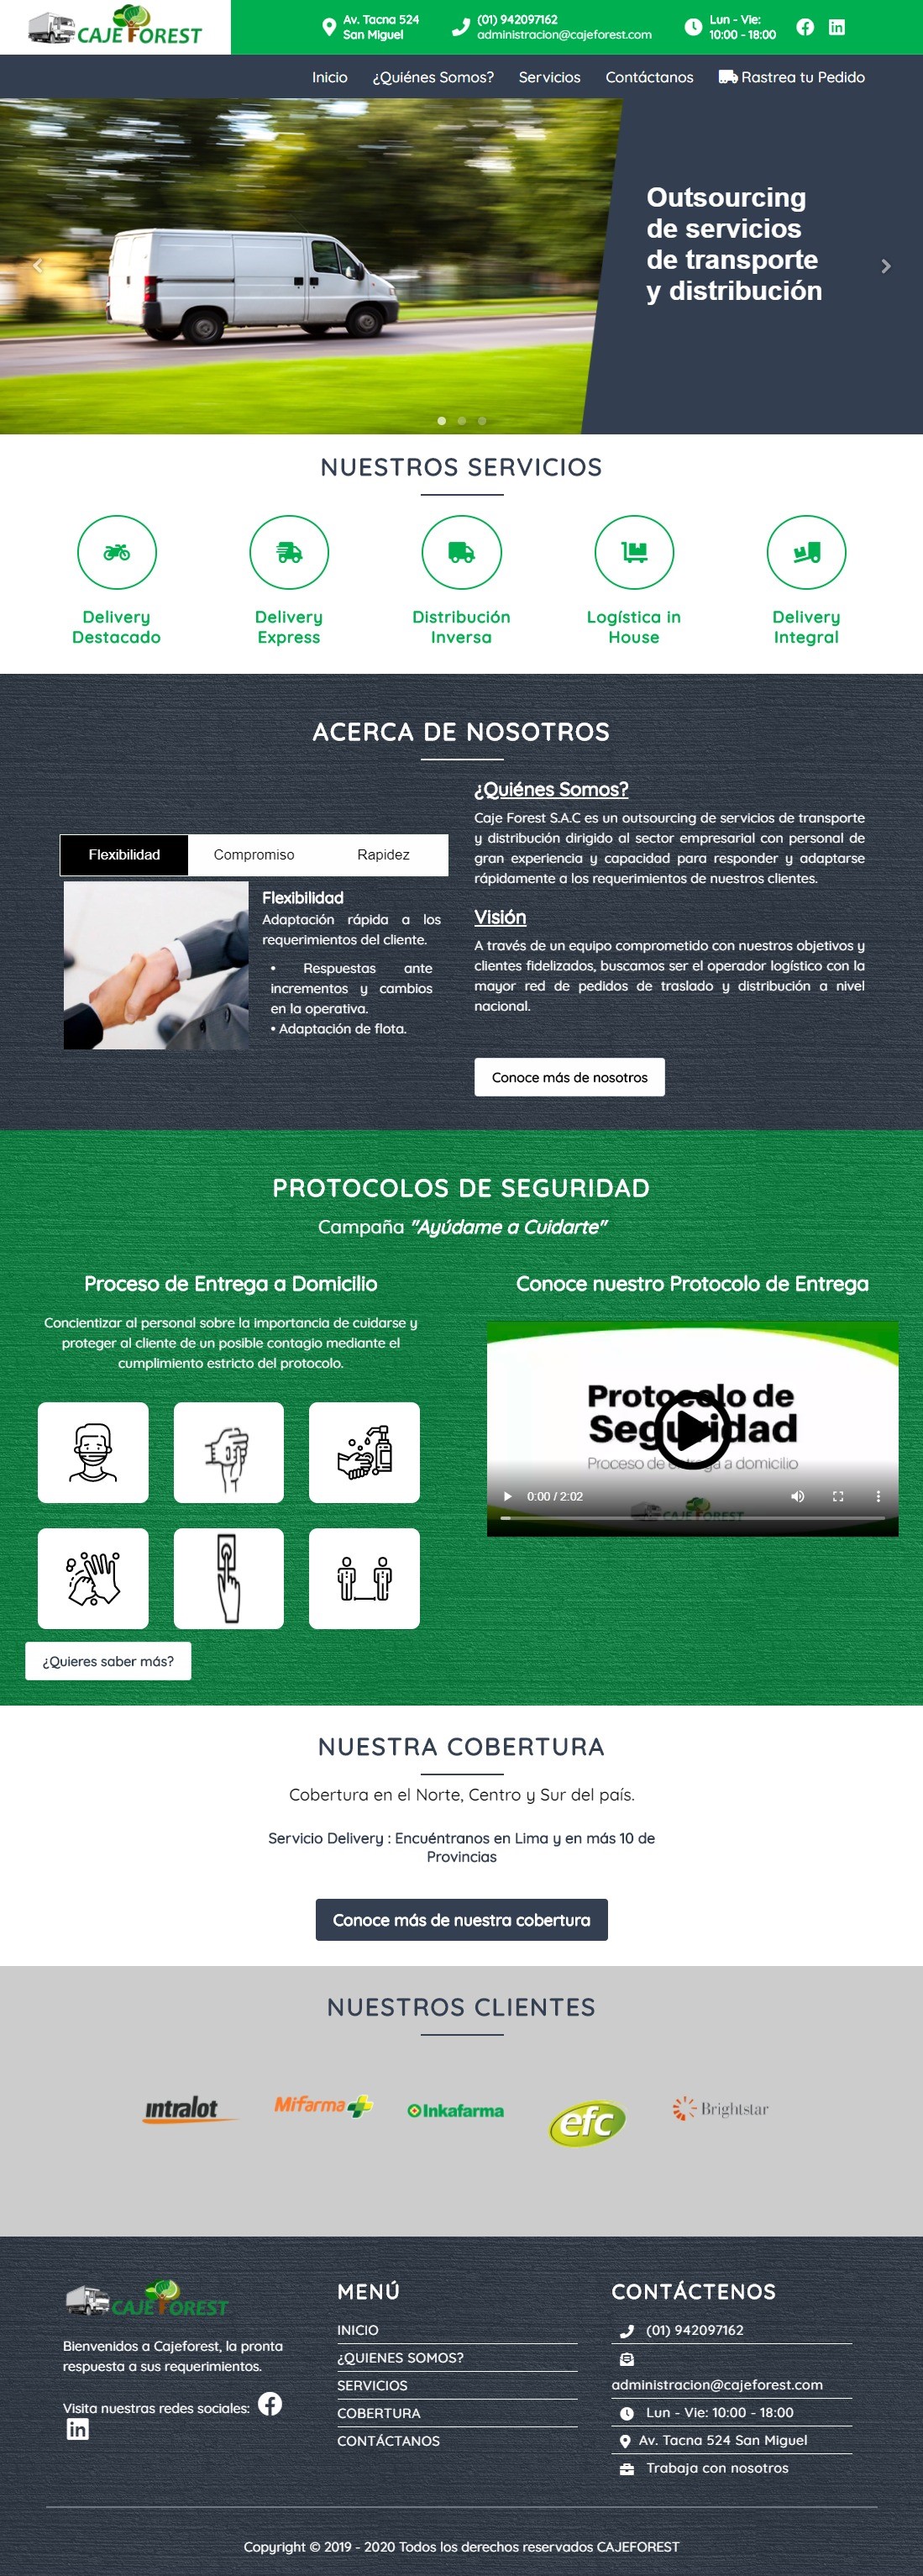 CAJE FOREST
Av. Tacna 524
San Miguel
(01) 942097162
administracion@cajeforest.com
Lun - Vie:
10:00 - 18:00
Inicio
¿Quiénes Somos?
Servicios
Contáctanos
Rastrea tu Pedido
Outsourcing
de servicios
de transporte
y distribución
NUESTROS SERVICIOS
Delivery
Destacado
Delivery
Express
Distribución
Inversa
Logística in
House
Delivery
Integral
ACERCA DE NOSOTROS
Flexibilidad
Compromiso
Rapidez
Flexibilidad
Adaptación rápida a los
requerimientos del cliente.
• Respuestas ante
incrementos y cambios
en la operativa.
• Adaptación de flota.
¿Quiénes Somos?
Caje Forest S.A.C es un outsourcing de servicios de transporte
y distribución dirigido al sector empresarial con personal de
gran experiencia y capacidad para responder y adaptarse
rápidamente a los requerimientos de nuestros clientes.
Visión
A través de un equipo comprometido con nuestros objetivos y
clientes fidelizados, buscamos ser el operador logístico con la
mayor red de pedidos de traslado y distribución a nivel
nacional.
Conoce más de nosotros
PROTOCOLOS DE SEGURIDAD
Campaña "Ayúdame a Cuidarte"
Proceso de Entrega a Domicilio
Concientizar al personal sobre la importancia de cuidarse y
proteger al cliente de un posible contagio mediante el
cumplimiento estricto del protocolo.
¿Quieres saber más?
Conoce nuestro Protocolo de Entrega
Protocolo de
Seguridad
Proceso de entrega a domicilio
CAJE FOREST
0:00 / 2:02
NUESTRA COBERTURA
Cobertura en el Norte, Centro y Sur del país.
Servicio Delivery : Encuéntranos en Lima y en más 10 de
Provincias
Conoce más de nuestra cobertura
NUESTROS CLIENTES
intralot
Mifarma
Inkafarma
efc
Brightstar
CAJE FOREST
Bienvenidos a Cajeforest, la pronta
respuesta a sus requerimientos.
Visita nuestras redes sociales:
MENÚ
INICIO
¿QUIENES SOMOS?
SERVICIOS
COBERTURA
CONTÁCTANOS
CONTÁCTENOS
(01) 942097162
administracion@cajeforest.com
Lun - Vie: 10:00 - 18:00
Av. Tacna 524 San Miguel
Trabaja con nosotros
Copyright © 2019 - 2020 Todos los derechos reservados CAJEFOREST